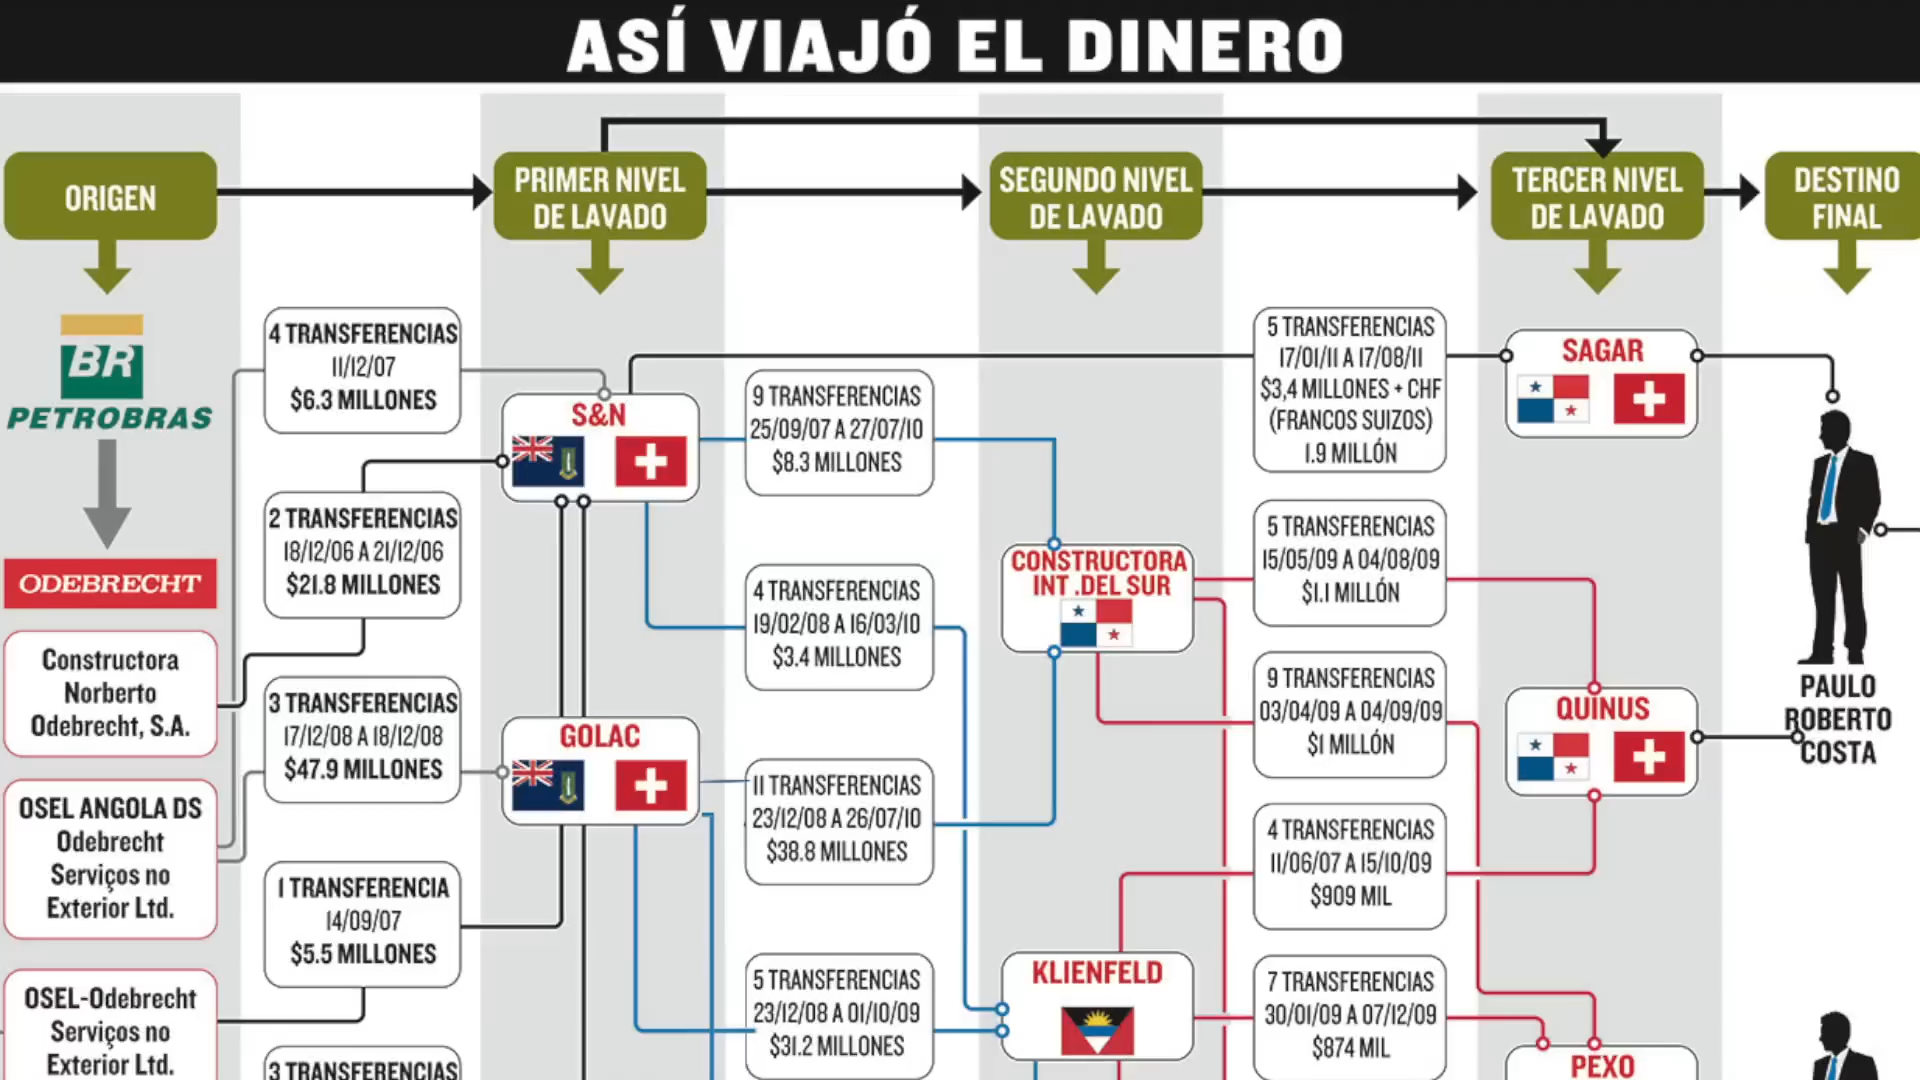 ASÍ VIAJÓ EL DINERO
ORIGEN
PRIMER NIVEL
DE LAVADO
SEGUNDO NIVEL
DE LAVADO
TERCER NIVEL
DE LAVADO
DESTINO
FINAL
BR
PETROBRAS
ODEBRECHT
Constructora
Norberto
Odebrecht, S.A.
OSEL ANGOLA DS
Odebrecht
Serviços no
Exterior Ltd.
OSEL-Odebrecht
Serviços no
Exterior Ltd.
4 TRANSFERENCIAS
11/12/07
$6.3 MILLONES
2 TRANSFERENCIAS
18/12/06 A 21/12/06
$21.8 MILLONES
3 TRANSFERENCIAS
17/12/08 A 18/12/08
$47.9 MILLONES
1 TRANSFERENCIA
14/09/07
$5.5 MILLONES
3 TRANSFERENCIAS
S&N
GOLAC
9 TRANSFERENCIAS
25/09/07 A 27/07/10
$8.3 MILLONES
4 TRANSFERENCIAS
19/02/08 A 16/03/10
$3.4 MILLONES
11 TRANSFERENCIAS
23/12/08 A 26/07/10
$38.8 MILLONES
5 TRANSFERENCIAS
23/12/08 A 01/10/09
$31.2 MILLONES
CONSTRUCTORA
INT .DEL SUR
KLIENFELD
5 TRANSFERENCIAS
17/01/11 A 17/08/11
$3,4 MILLONES + CHF
(FRANCOS SUIZOS)
1.9 MILLÓN
5 TRANSFERENCIAS
15/05/09 A 04/08/09
$1.1 MILLÓN
9 TRANSFERENCIAS
03/04/09 A 04/09/09
$1 MILLÓN
4 TRANSFERENCIAS
11/06/07 A 15/10/09
$909 MIL
7 TRANSFERENCIAS
30/01/09 A 07/12/09
$874 MIL
SAGAR
QUINUS
PEXO
PAULO
ROBERTO
COSTA